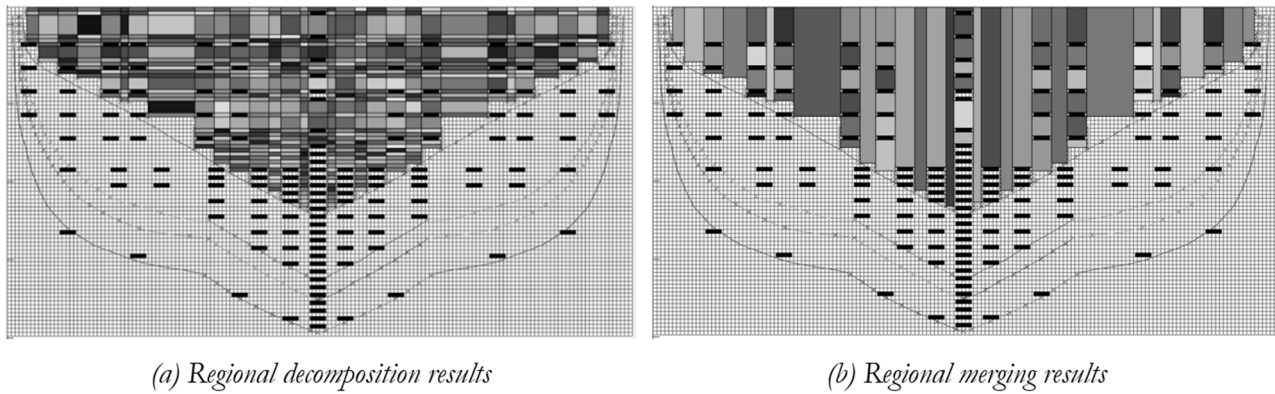 (a) Regional decomposition results
(b) Regional merging results